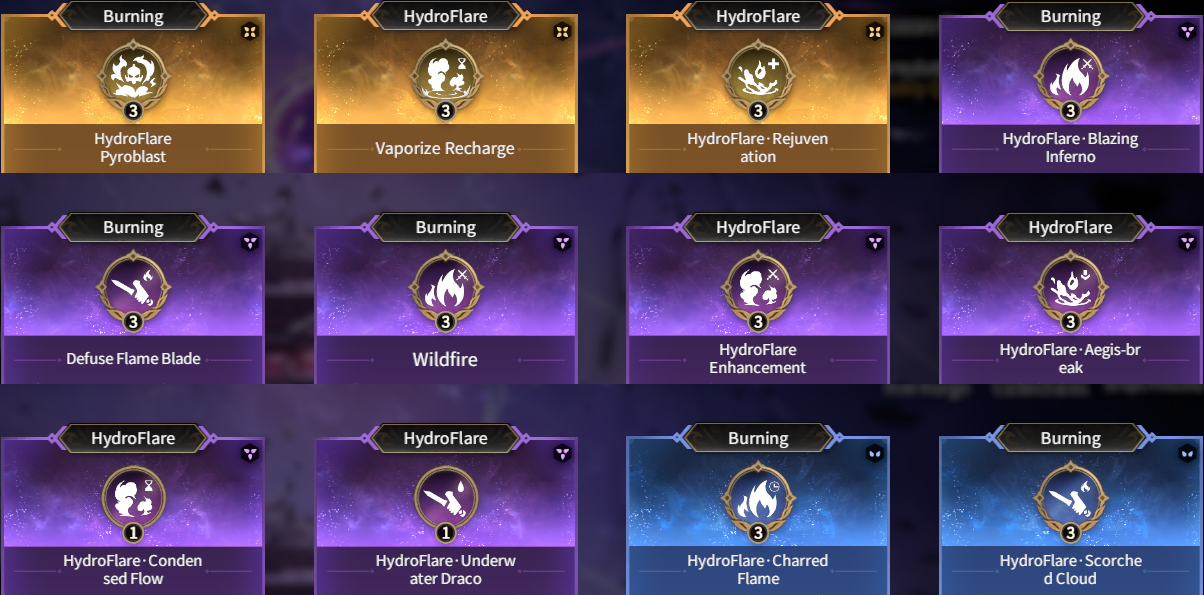 Burning
3
HydroFlare
Pyroblast
HydroFlare
3
Vaporize Recharge
HydroFlare
3
HydroFlare·Rejuven
ation
Burning
3
HydroFlare·Blazing
Inferno
Burning
3
Defuse Flame Blade
Burning
3
Wildfire
HydroFlare
3
HydroFlare
Enhancement
HydroFlare
3
HydroFlare·Aegis-br
eak
HydroFlare
1
HydroFlare·Conden
sed Flow
HydroFlare
1
HydroFlare·Underw
ater Draco
Burning
3
HydroFlare·Charred
Flame
Burning
3
HydroFlare·Scorche
d Cloud